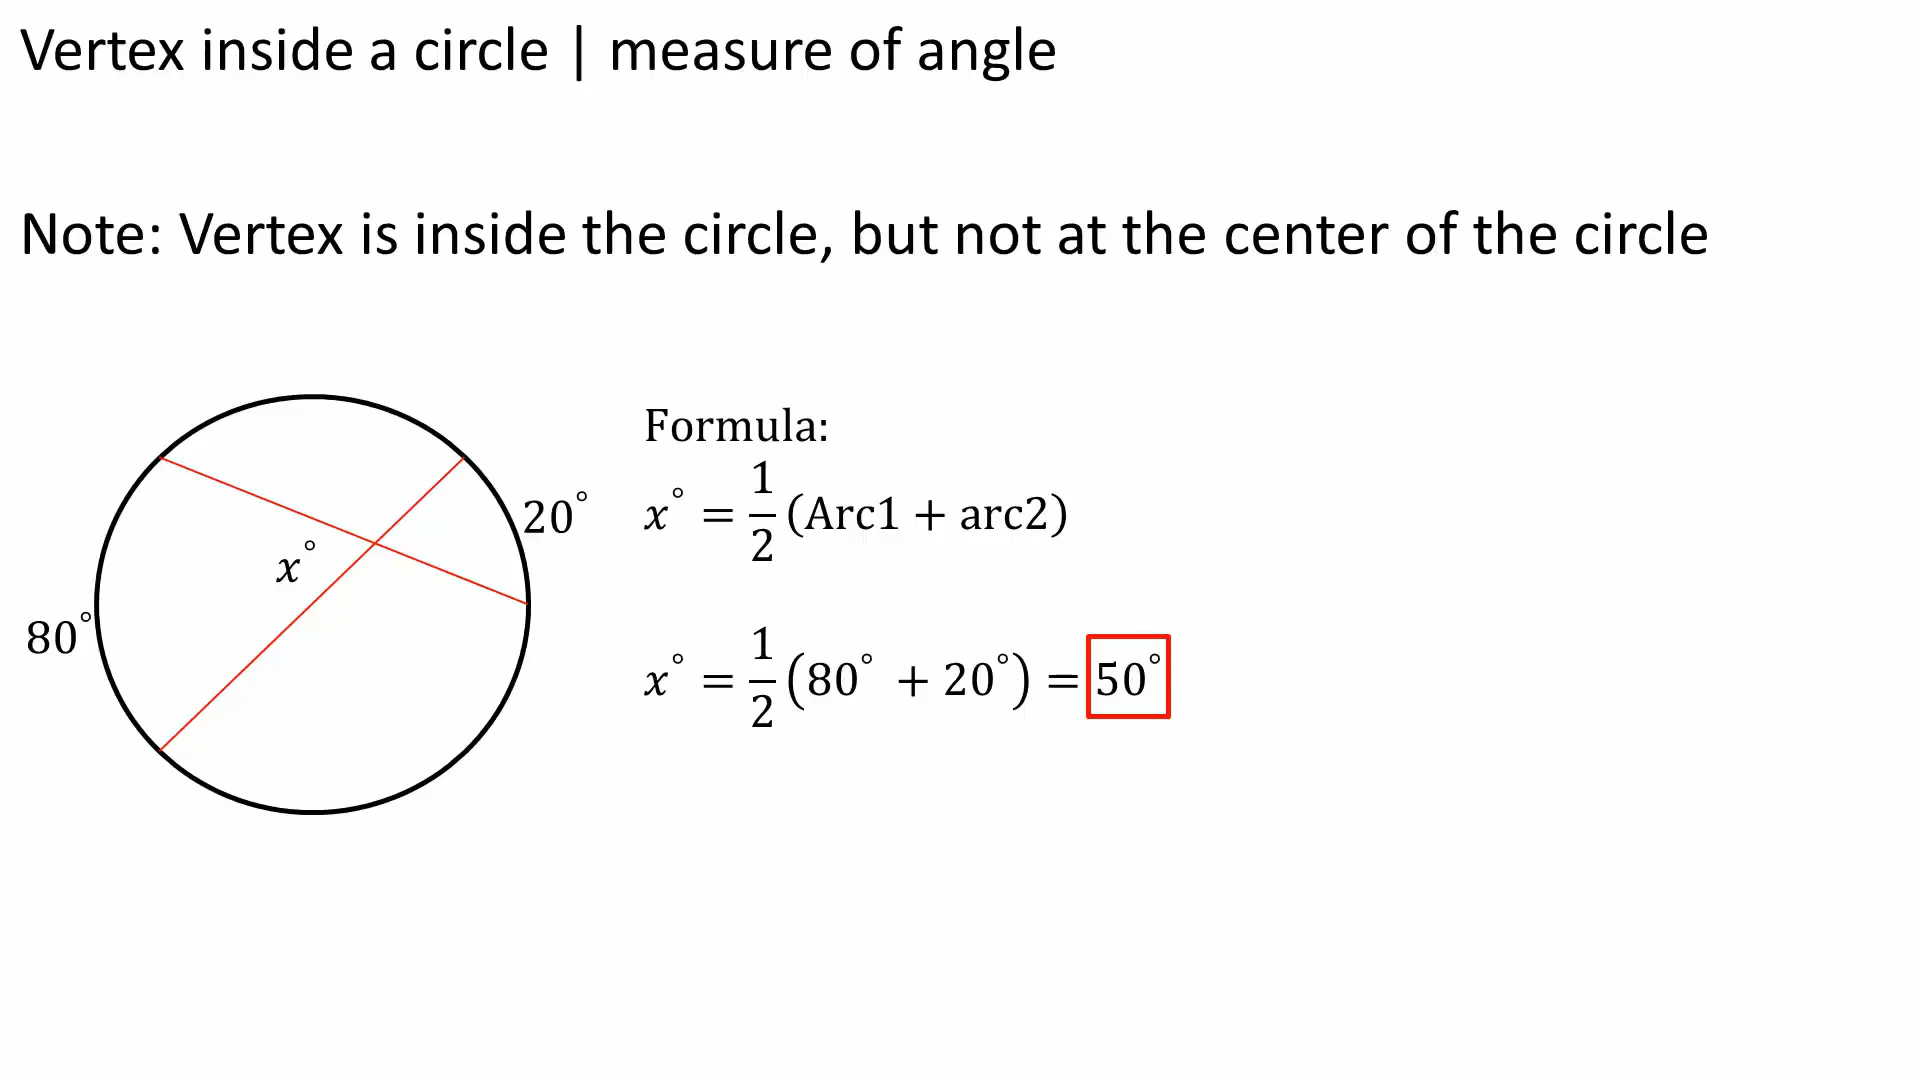 Vertex inside a circle | measure of angle
Note: Vertex is inside the circle, but not at the center of the circle
Formula:
x° = 1/2 (Arc1 + arc2)
20°
x°
80°
x° = 1/2 (80° + 20°) = 50°